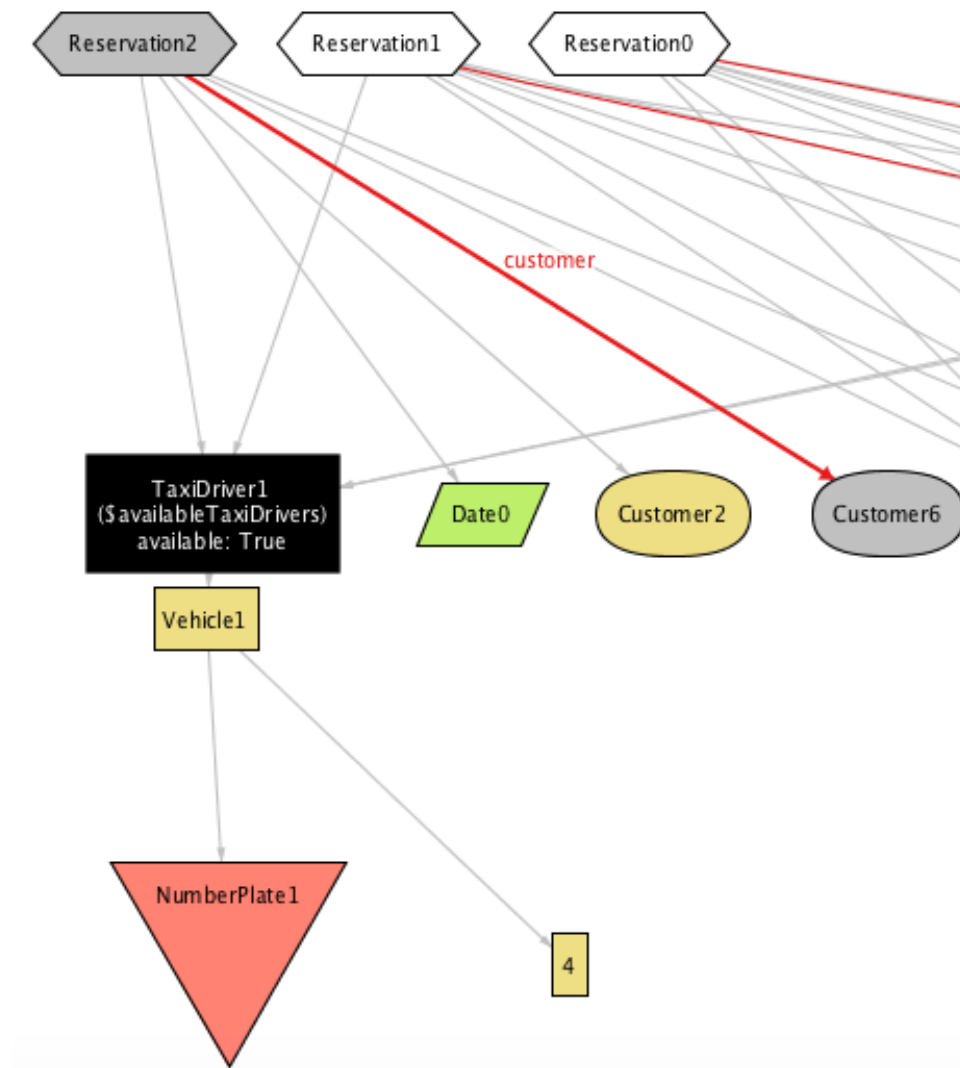 Reservation2
Reservation1
Reservation0
customer
TaxiDriver1
($availableTaxiDrivers)
available: True
Date0
Customer2
Customer6
Vehicle1
NumberPlate1
4